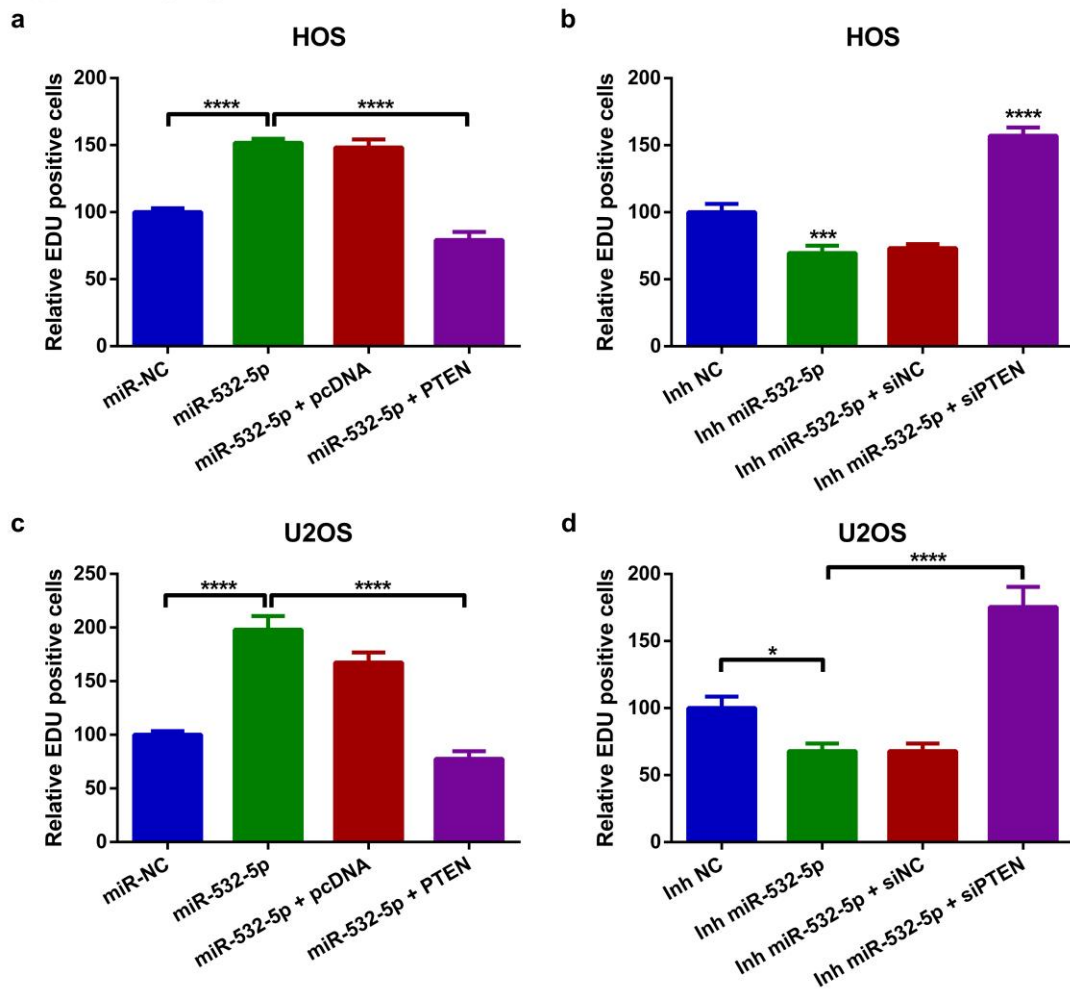 a
HOS
Relative EDU positive cells
200
150
100
50
0
****
****
miR-NC
miR-532-5p
miR-532-5p + pcDNA
miR-532-5p + PTEN
b
HOS
Relative EDU positive cells
200
150
100
50
0
***
****
Inh NC
Inh miR-532-5p
Inh miR-532-5p + siNC
Inh miR-532-5p + siPTEN
c
U2OS
Relative EDU positive cells
250
200
150
100
50
0
****
****
miR-NC
miR-532-5p
miR-532-5p + pcDNA
miR-532-5p + PTEN
d
U2OS
Relative EDU positive cells
200
150
100
50
0
*
****
Inh NC
Inh miR-532-5p
Inh miR-532-5p + siNC
Inh miR-532-5p + siPTEN